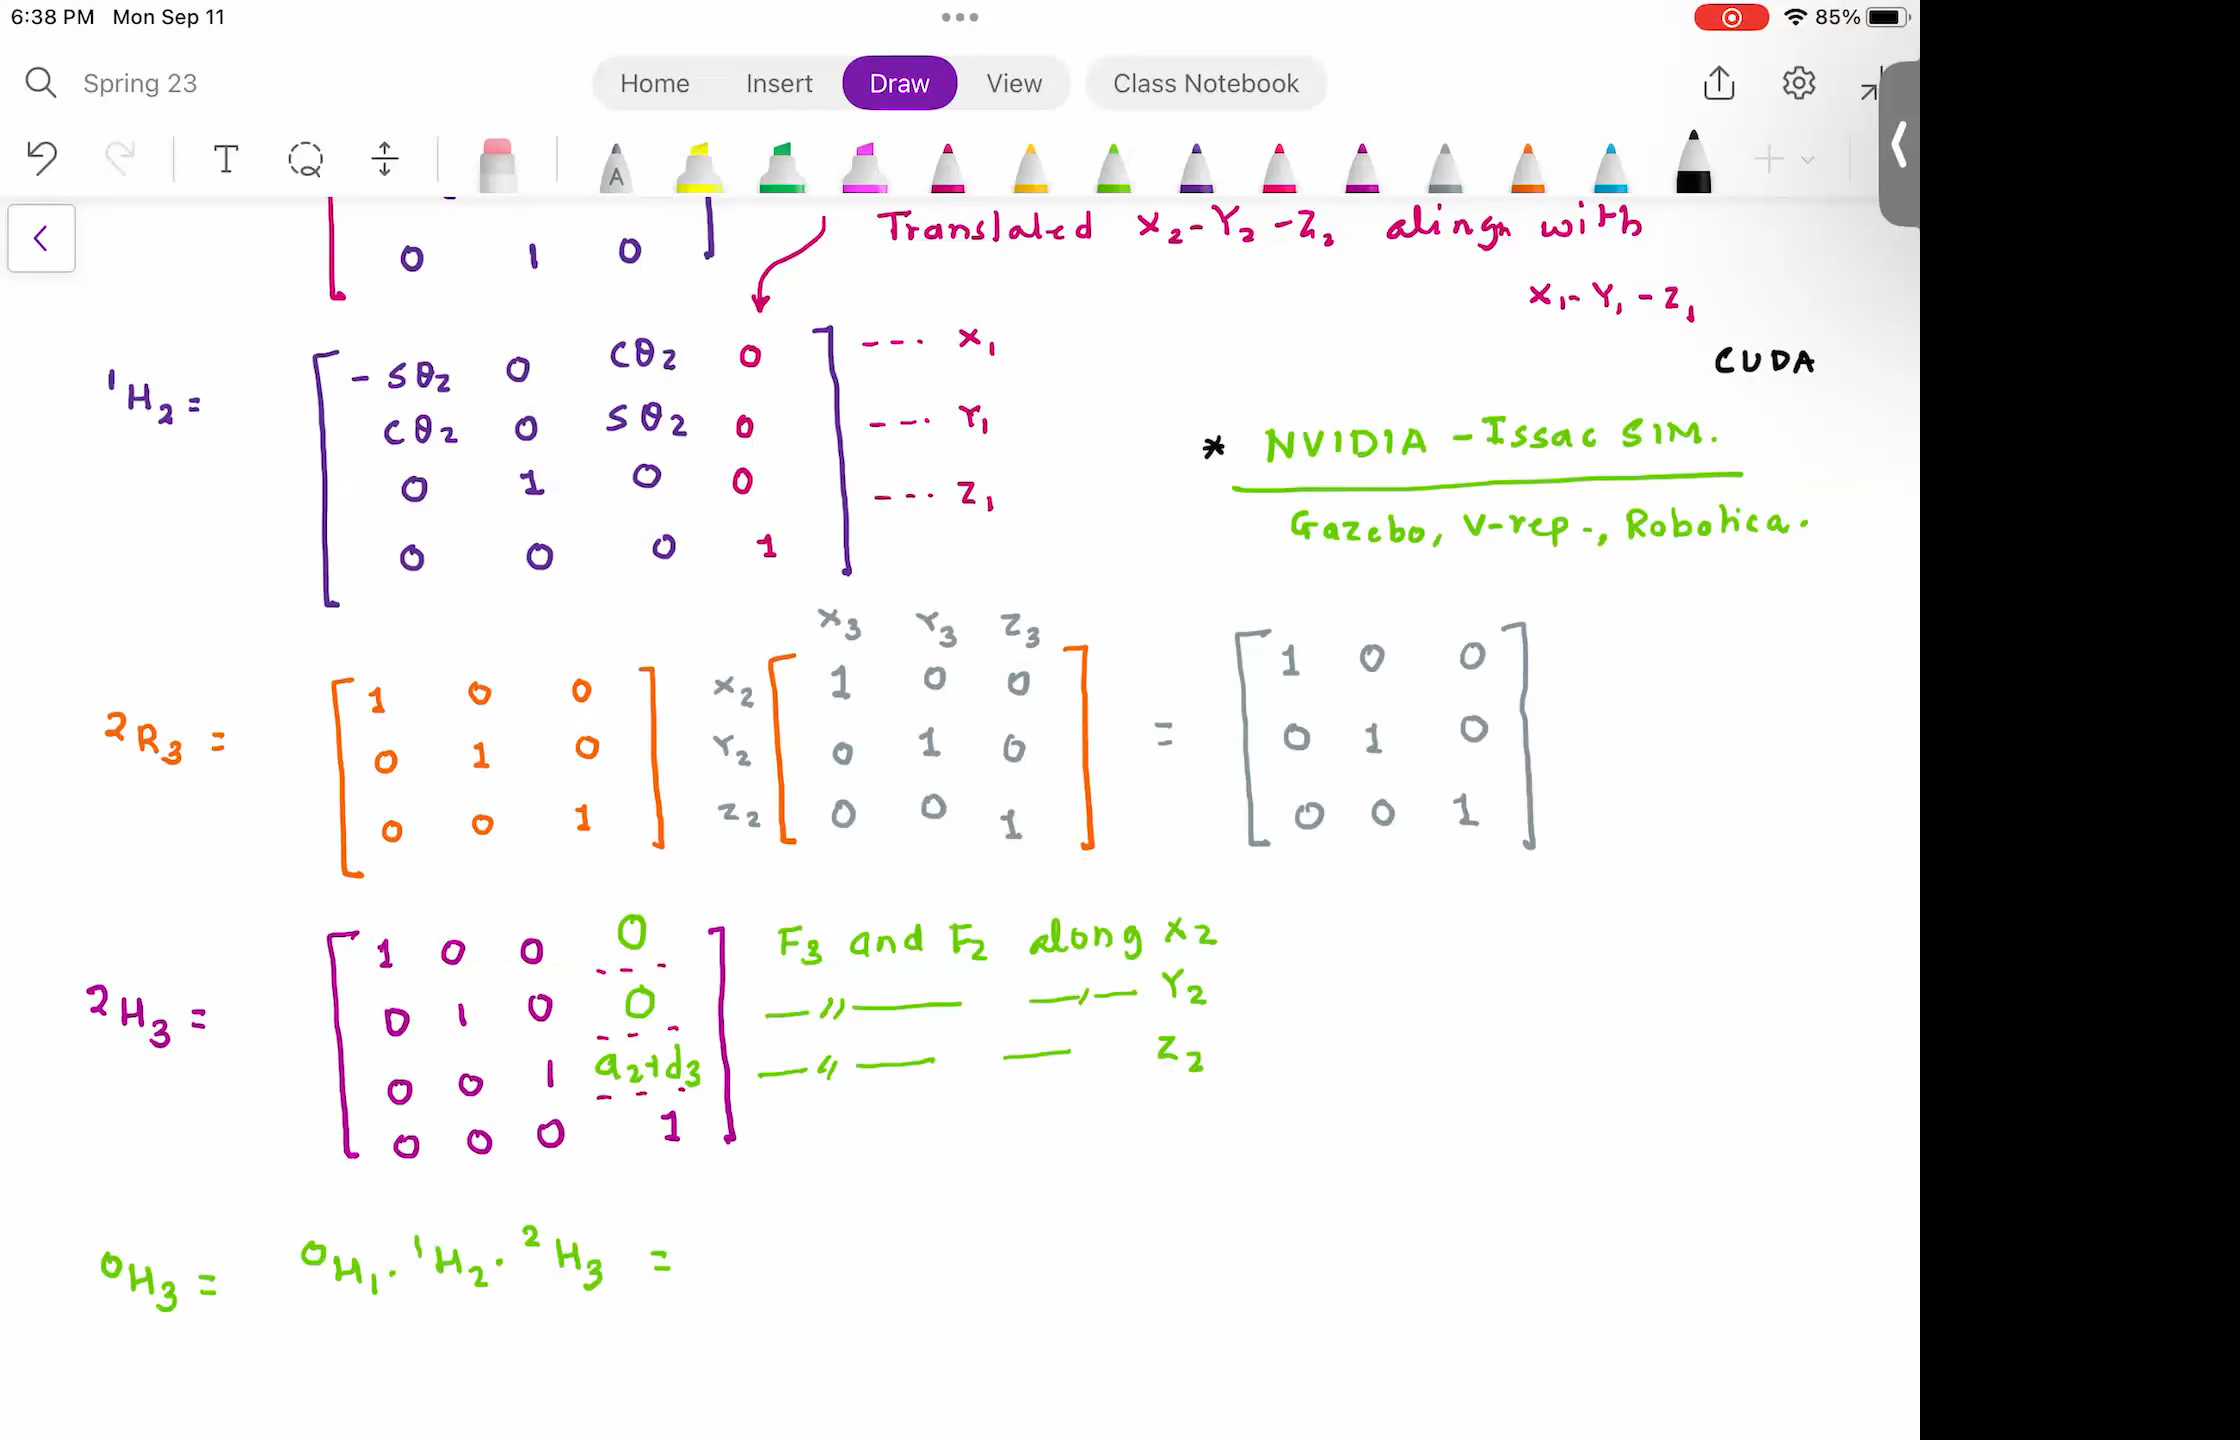 6:38 PM Mon Sep 11
85%
Spring 23
Home Insert Draw View Class Notebook
T
A
0 1 0
Translated X₂-Y₂-Z₂ alingn with
X₁-Y₁-Z₁
CUDA
¹H₂ =
-Sθ₂ 0 Cθ₂ 0 --- X₁
Cθ₂ 0 Sθ₂ 0 --- Y₁
0 1 0 0 --- Z₁
0 0 0 1
* NVIDIA - Issac SIM.
Gazebo, V-rep -, Robotica.
X₃ Y₃ Z₃
²R₃ =
1 0 0 X₂ 1 0 0 = 1 0 0
0 1 0 Y₂ 0 1 0 0 1 0
0 0 1 Z₂ 0 0 1 0 0 1
²H₃ =
1 0 0 0 F₃ and F₂ along X₂
0 1 0 0 —〃— —〃— Y₂
0 0 1 a₂+d₃ —〃— — Z₂
0 0 0 1
⁰H₃ = ⁰H₁ . ¹H₂ . ²H₃ =